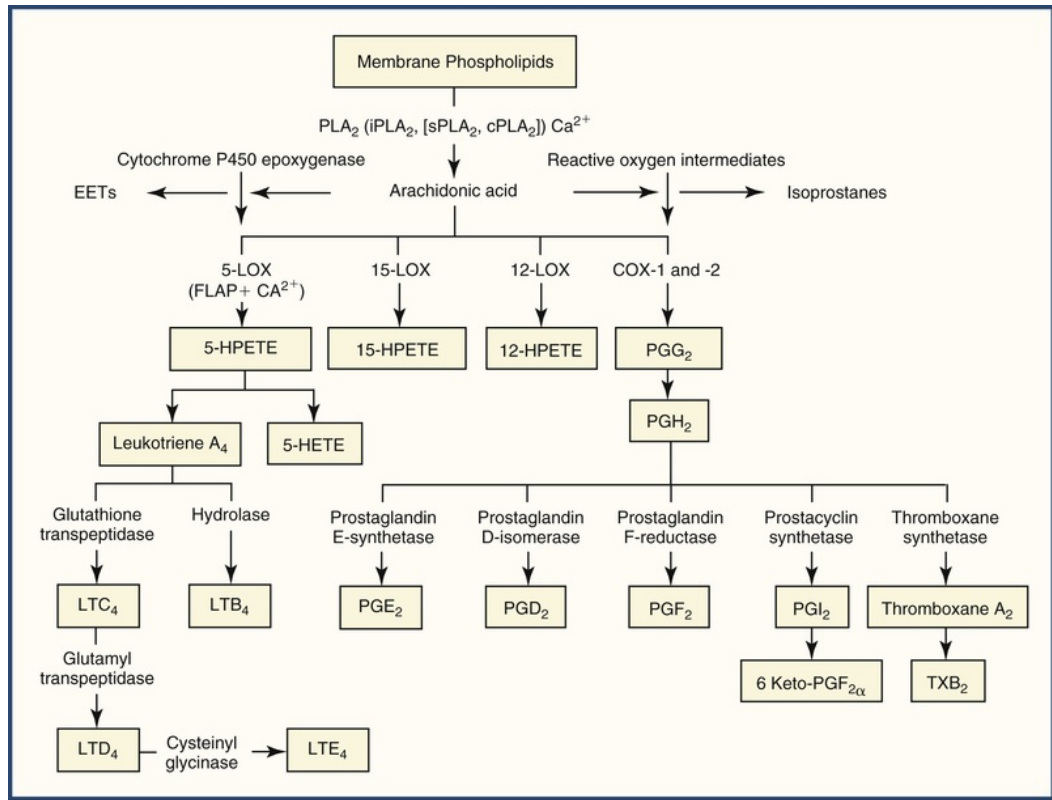 Membrane Phospholipids
PLA₂ (iPLA₂, [sPLA₂, cPLA₂]) Ca²⁺
Cytochrome P450 epoxygenase
Reactive oxygen intermediates
EETs
Arachidonic acid
Isoprostanes
5-LOX
(FLAP+ CA²⁺)
15-LOX
12-LOX
COX-1 and -2
5-HPETE
15-HPETE
12-HPETE
PGG₂
PGH₂
Leukotriene A₄
5-HETE
Glutathione
transpeptidase
Hydrolase
Prostaglandin
E-synthetase
Prostaglandin
D-isomerase
Prostaglandin
F-reductase
Prostacyclin
synthetase
Thromboxane
synthetase
LTC₄
LTB₄
PGE₂
PGD₂
PGF₂
PGI₂
Thromboxane A₂
Glutamyl
transpeptidase
6 Keto-PGF₂α
TXB₂
LTD₄
Cysteinyl
glycinase
LTE₄